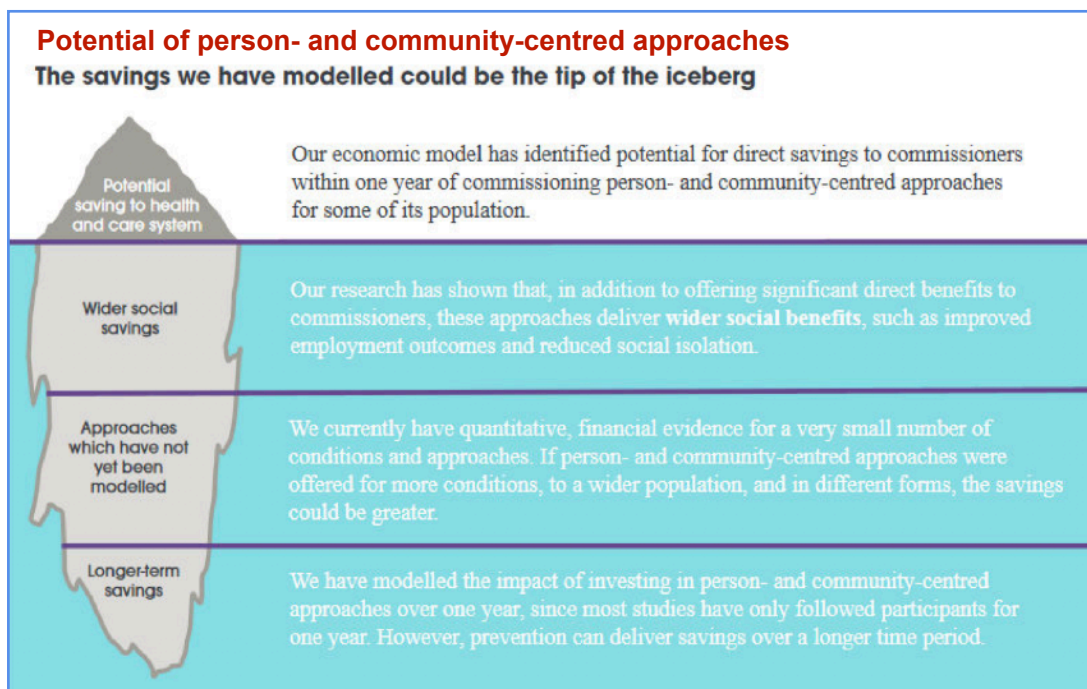 Potential of person- and community-centred approaches
The savings we have modelled could be the tip of the iceberg
Potential
saving to health
and care system
Our economic model has identified potential for direct savings to commissioners
within one year of commissioning person- and community-centred approaches
for some of its population.
Wider social
savings
Our research has shown that, in addition to offering significant direct benefits to
commissioners, these approaches deliver wider social benefits, such as improved
employment outcomes and reduced social isolation.
Approaches
which have not
yet been
modelled
We currently have quantitative, financial evidence for a very small number of
conditions and approaches. If person- and community-centred approaches were
offered for more conditions, to a wider population, and in different forms, the savings
could be greater.
Longer-term
savings
We have modelled the impact of investing in person- and community-centred
approaches over one year, since most studies have only followed participants for
one year. However, prevention can deliver savings over a longer time period.